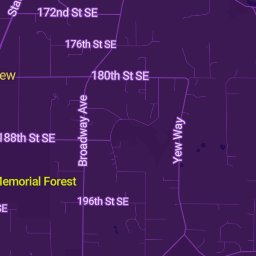 172nd St SE
176th St SE
180th St SE
Broadway Ave
Yew Way
188th St SE
Memorial Forest
196th St SE
SE